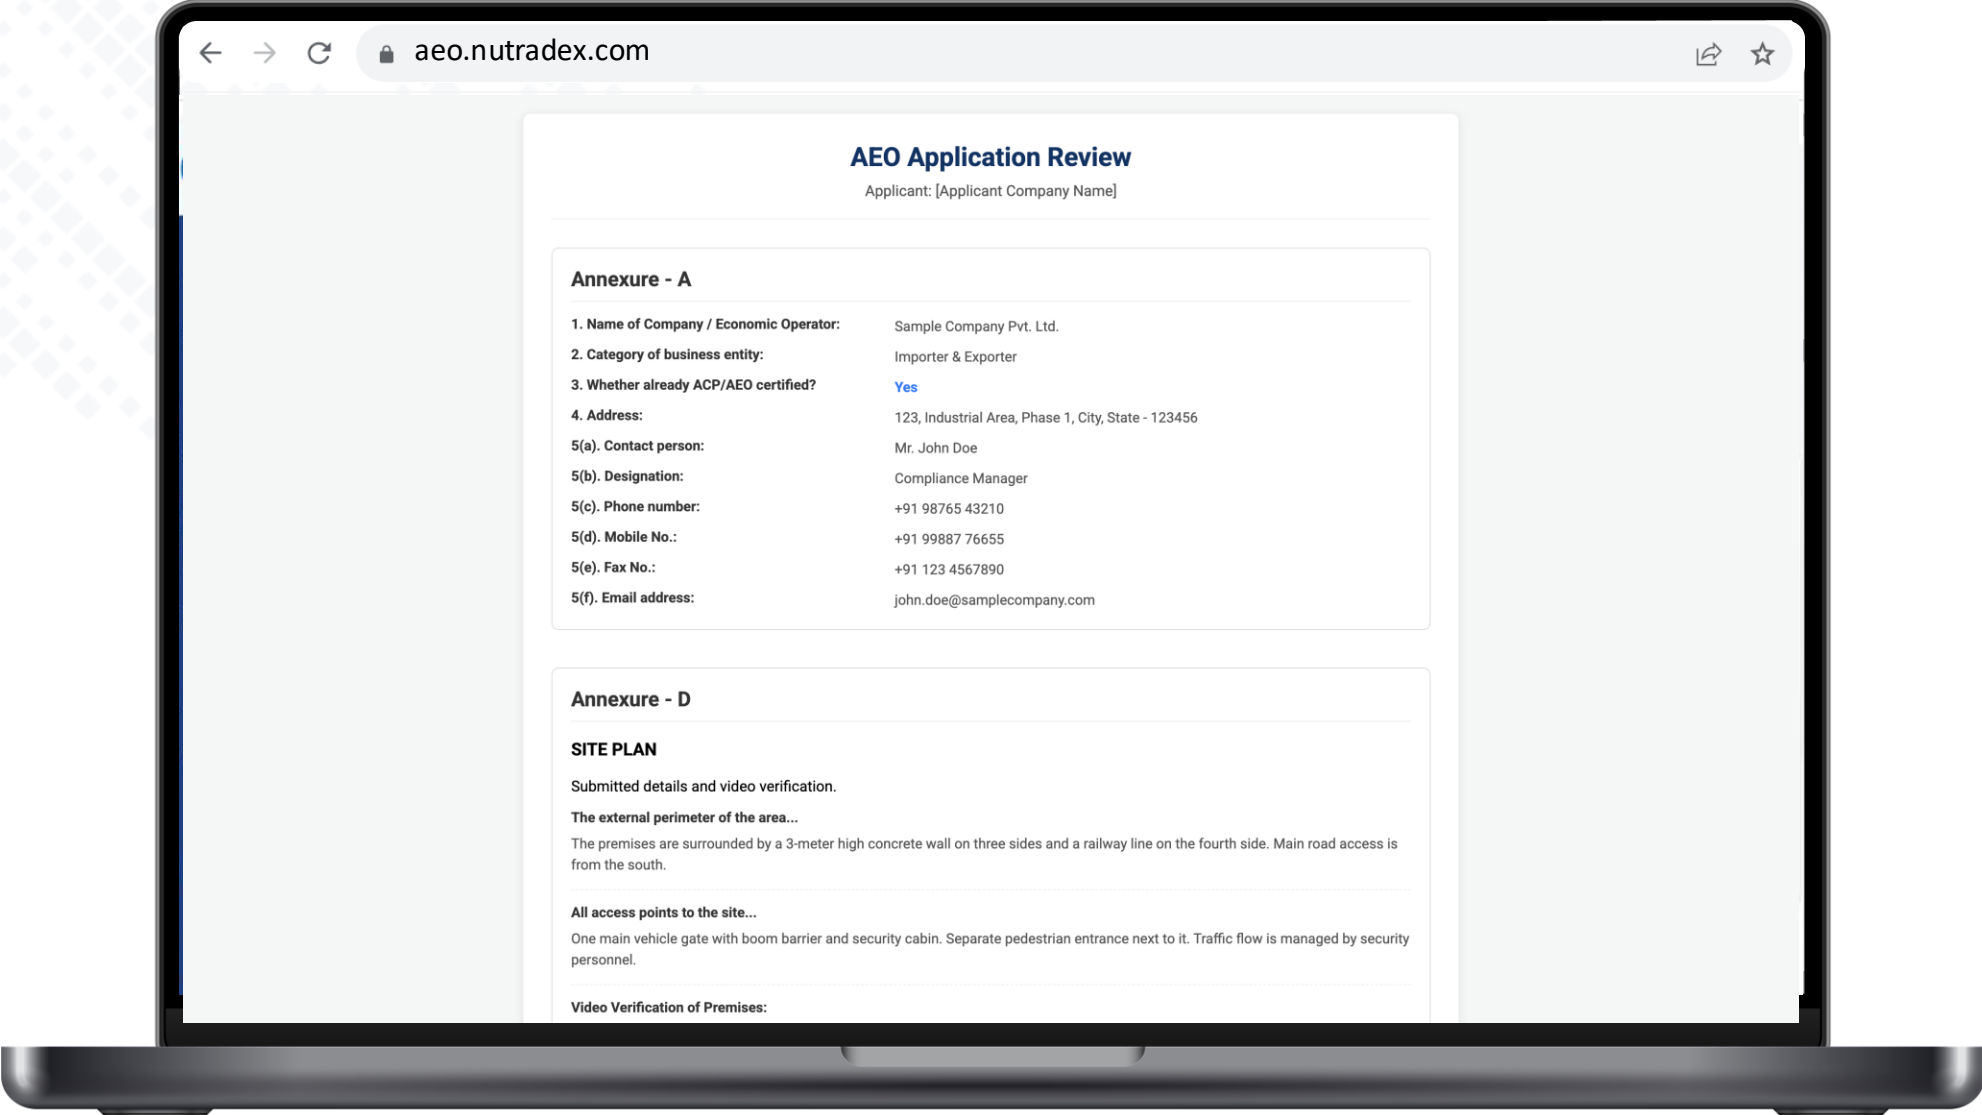 aeo.nutradex.com
AEO Application Review
Applicant: [Applicant Company Name]
Annexure - A
1. Name of Company / Economic Operator: Sample Company Pvt. Ltd.
2. Category of business entity: Importer & Exporter
3. Whether already ACP/AEO certified? Yes
4. Address: 123, Industrial Area, Phase 1, City, State - 123456
5(a). Contact person: Mr. John Doe
5(b). Designation: Compliance Manager
5(c). Phone number: +91 98765 43210
5(d). Mobile No.: +91 99887 76655
5(e). Fax No.: +91 123 4567890
5(f). Email address: john.doe@samplecompany.com
Annexure - D
SITE PLAN
Submitted details and video verification.
The external perimeter of the area...
The premises are surrounded by a 3-meter high concrete wall on three sides and a railway line on the fourth side. Main road access is
from the south.
All access points to the site...
One main vehicle gate with boom barrier and security cabin. Separate pedestrian entrance next to it. Traffic flow is managed by security
personnel.
Video Verification of Premises: